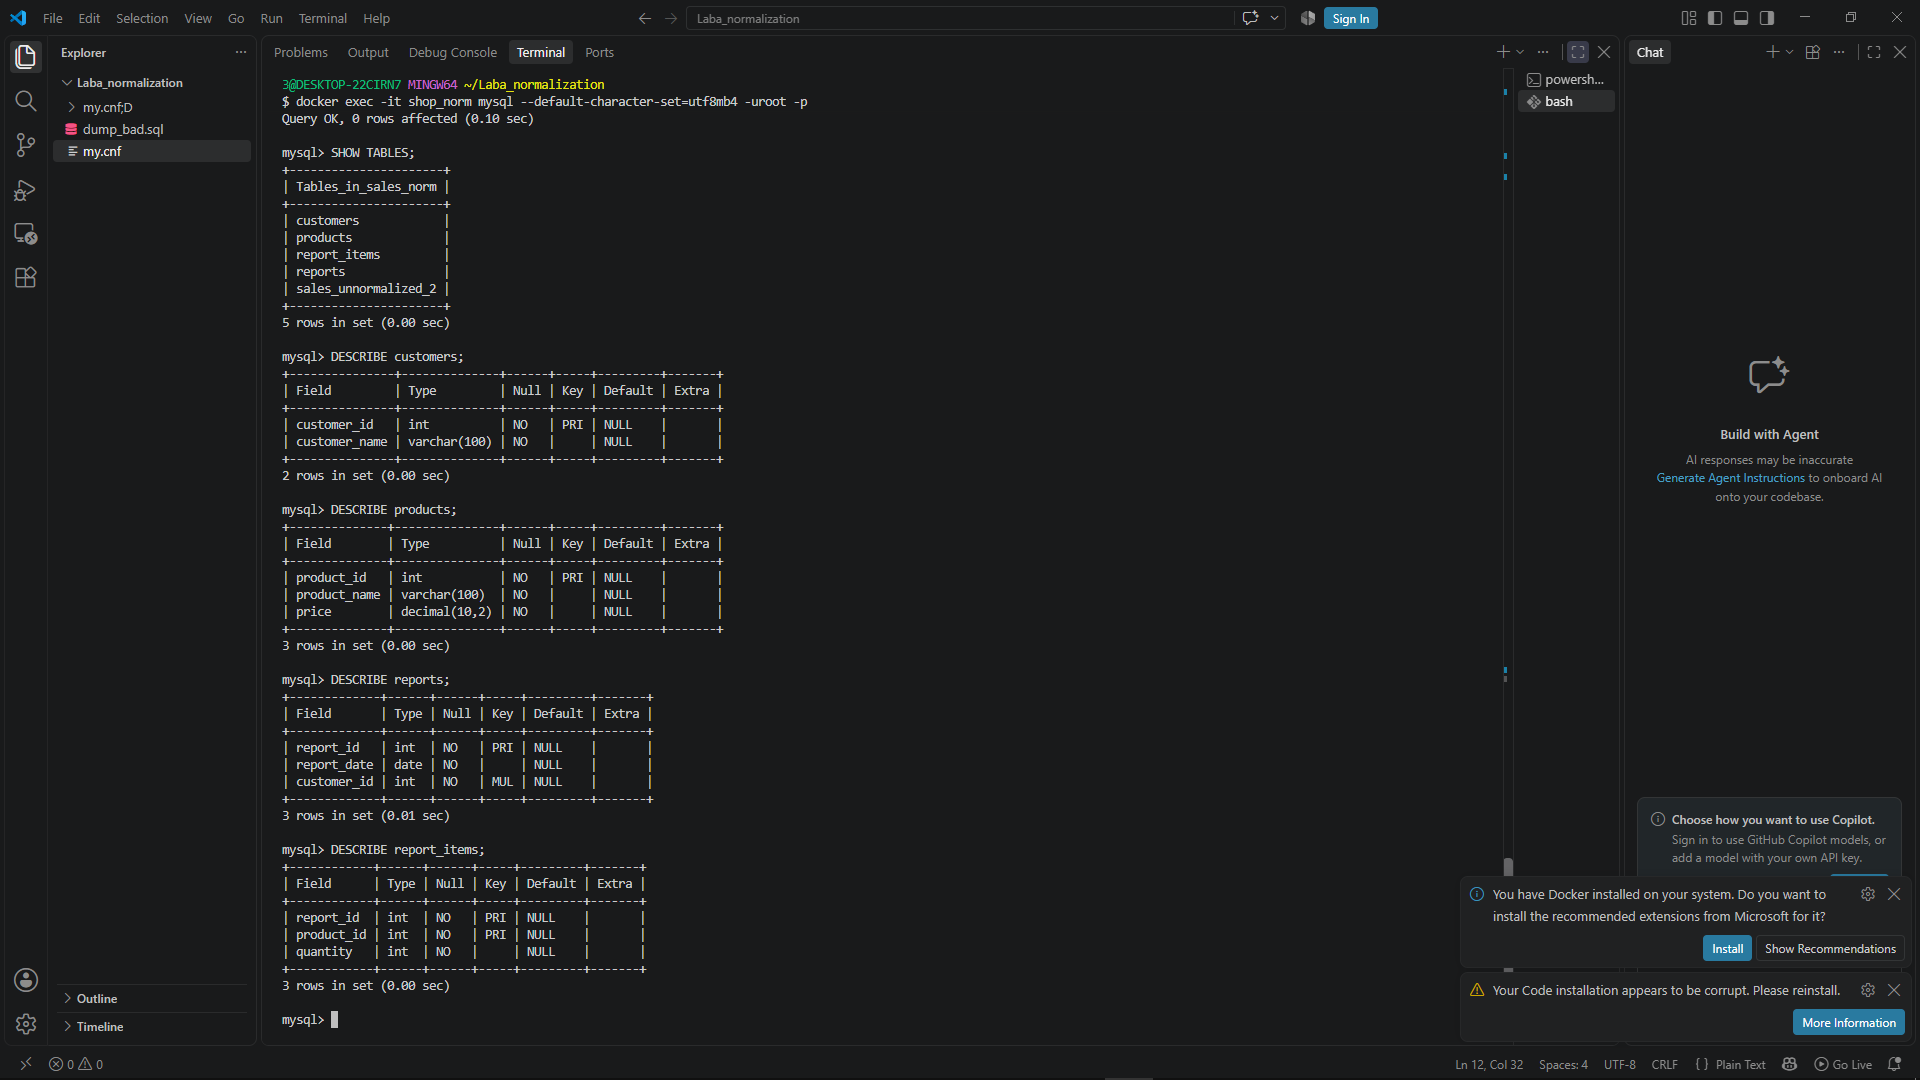 File Edit Selection View Go Run Terminal Help
Laba_normalization
Sign In
Explorer
Laba_normalization
my.cnf;D
dump_bad.sql
my.cnf
Outline
Timeline
Problems Output Debug Console Terminal Ports
3@DESKTOP-22CIRN7 MINGW64 ~/Laba_normalization
$ docker exec -it shop_norm mysql --default-character-set=utf8mb4 -uroot -p
Query OK, 0 rows affected (0.10 sec)
mysql> SHOW TABLES;
+----------------------+
| Tables_in_sales_norm |
+----------------------+
| customers            |
| products             |
| report_items         |
| reports              |
| sales_unnormalized_2 |
+----------------------+
5 rows in set (0.00 sec)
mysql> DESCRIBE customers;
+---------------+--------------+------+-----+---------+-------+
| Field         | Type         | Null | Key | Default | Extra |
+---------------+--------------+------+-----+---------+-------+
| customer_id   | int          | NO   | PRI | NULL    |       |
| customer_name | varchar(100) | NO   |     | NULL    |       |
+---------------+--------------+------+-----+---------+-------+
2 rows in set (0.00 sec)
mysql> DESCRIBE products;
+--------------+---------------+------+-----+---------+-------+
| Field        | Type          | Null | Key | Default | Extra |
+--------------+---------------+------+-----+---------+-------+
| product_id   | int           | NO   | PRI | NULL    |       |
| product_name | varchar(100)  | NO   |     | NULL    |       |
| price        | decimal(10,2) | NO   |     | NULL    |       |
+--------------+---------------+------+-----+---------+-------+
3 rows in set (0.00 sec)
mysql> DESCRIBE reports;
+-------------+------+------+-----+---------+-------+
| Field       | Type | Null | Key | Default | Extra |
+-------------+------+------+-----+---------+-------+
| report_id   | int  | NO   | PRI | NULL    |       |
| report_date | date | NO   |     | NULL    |       |
| customer_id | int  | NO   | MUL | NULL    |       |
+-------------+------+------+-----+---------+-------+
3 rows in set (0.01 sec)
mysql> DESCRIBE report_items;
+------------+------+------+-----+---------+-------+
| Field      | Type | Null | Key | Default | Extra |
+------------+------+------+-----+---------+-------+
| report_id  | int  | NO   | PRI | NULL    |       |
| product_id | int  | NO   | PRI | NULL    |       |
| quantity   | int  | NO   |     | NULL    |       |
+------------+------+------+-----+---------+-------+
3 rows in set (0.00 sec)
mysql>
powersh...
bash
Chat
Build with Agent
AI responses may be inaccurate
Generate Agent Instructions to onboard AI
onto your codebase.
Choose how you want to use Copilot.
Sign in to use GitHub Copilot models, or
add a model with your own API key.
You have Docker installed on your system. Do you want to
install the recommended extensions from Microsoft for it?
Install Show Recommendations
Your Code installation appears to be corrupt. Please reinstall.
More Information
0 0
Ln 12, Col 32 Spaces: 4 UTF-8 CRLF { } Plain Text Go Live